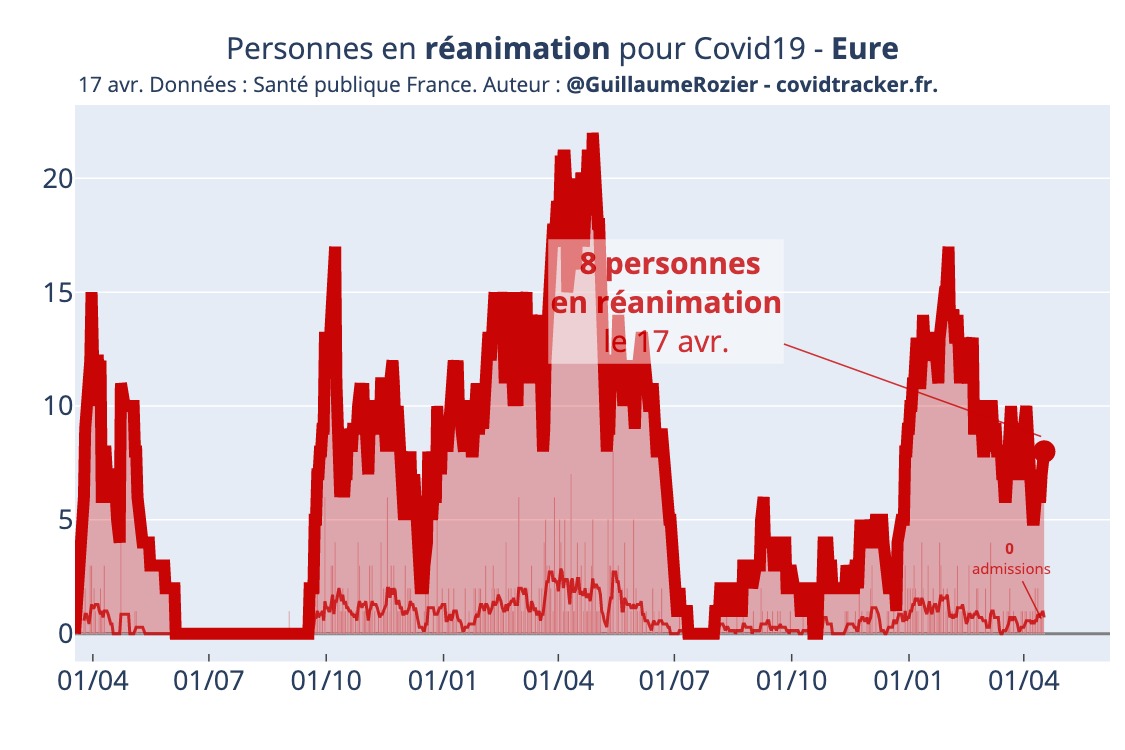 Personnes en réanimation pour Covid19 - Eure
17 avr. Données : Santé publique France. Auteur : @GuillaumeRozier - covidtracker.fr.
20
15
10
5
0
8 personnes
en réanimation
le 17 avr.
0
admissions
01/04 01/07 01/10 01/01 01/04 01/07 01/10 01/01 01/04